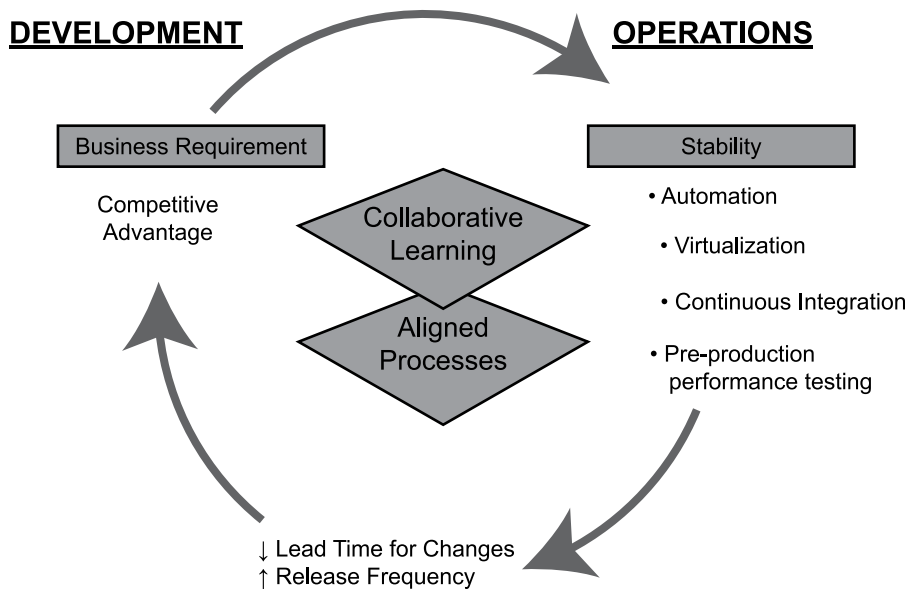 DEVELOPMENT
OPERATIONS
Business Requirement
Competitive
Advantage
Collaborative
Learning
Aligned
Processes
Stability
• Automation
• Virtualization
• Continuous Integration
• Pre-production
performance testing
↓ Lead Time for Changes
↑ Release Frequency